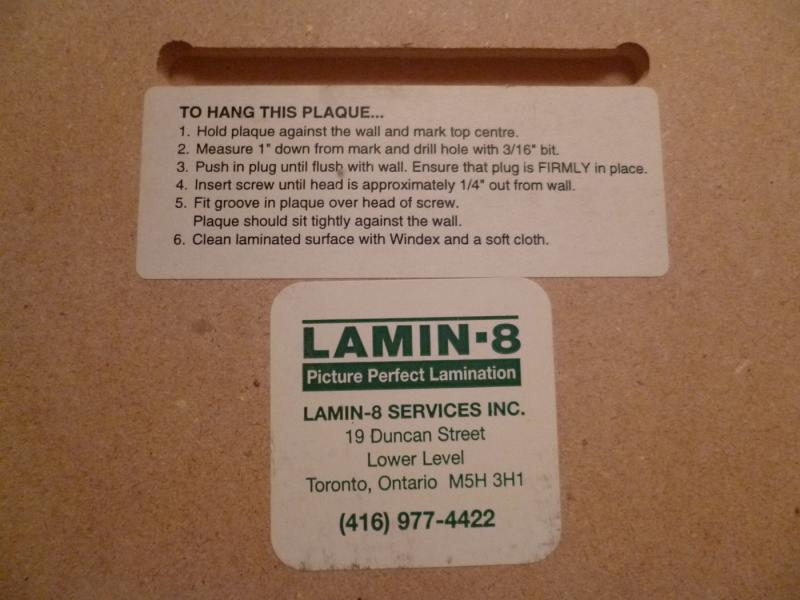 TO HANG THIS PLAQUE...
1. Hold plaque against the wall and mark top centre.
2. Measure 1" down from mark and drill hole with 3/16" bit.
3. Push in plug until flush with wall. Ensure that plug is FIRMLY in place.
4. Insert screw until head is approximately 1/4" out from wall.
5. Fit groove in plaque over head of screw.
Plaque should sit tightly against the wall.
6. Clean laminated surface with Windex and a soft cloth.
LAMIN·8
Picture Perfect Lamination
LAMIN-8 SERVICES INC.
19 Duncan Street
Lower Level
Toronto, Ontario M5H 3H1
(416) 977-4422